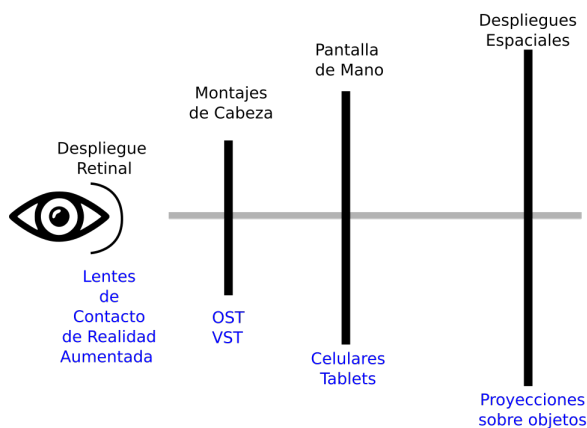 Despliegues
Espaciales
Pantalla
de Mano
Montajes
de Cabeza
Despliegue
Retinal
Lentes
de
Contacto
de Realidad
Aumentada
OST
VST
Celulares
Tablets
Proyecciones
sobre objetos